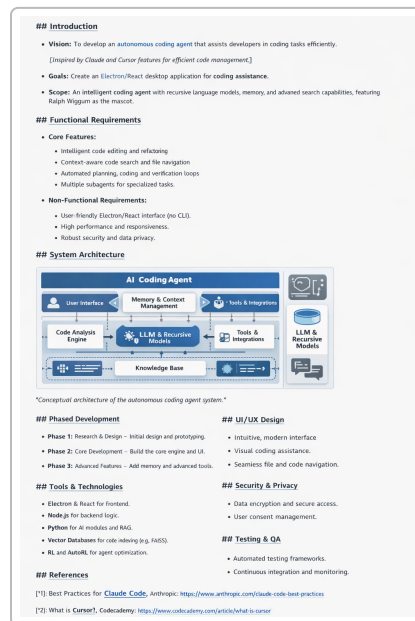 ## Introduction
• Vision: To develop an autonomous coding agent that assists developers in coding tasks efficiently.
[Inspired by Claude and Cursor features for efficient code management.]
• Goals: Create an Electron/React desktop application for coding assistance.
• Scope: An intelligent coding agent with recursive language models, memory, and advaned search capabilities, featuring
Ralph Wiggum as the mascot.
## Functional Requirements
• Core Features:
• Intelligent code editing and refactoring
• Context-aware code search and file navigation
• Automated planning, coding and verification loops
• Multiple subagents for specialized tasks.
• Non-Functional Requirements:
• User-friendly Electron/React interface (no CLI).
• High performance and responsiveness.
• Robust security and data privacy.
## System Architecture
AI Coding Agent
User Interface
Memory & Context
Management
- Tools & Integrations
Code Analysis
Engine
LLM & Recursive
Models
Tools &
Integrations
Knowledge Base
LLM &
Recursive
Models
"Conceptual architecture of the autonomous coding agent system."
## Phased Development
• Phase 1: Research & Design – Initial design and prototyping.
• Phase 2: Core Development – Build the core engine and UI.
• Phase 3: Advanced Features – Add memory and advanced tools.
## Tools & Technologies
• Electron & React for frontend.
• Node.js for backend logic.
• Python for AI modules and RAG.
• Vector Databases for code indexing (e.g, FAISS).
• RL and AutoRL for agent optimization.
## UI/UX Design
• Intuitive, modern interface
• Visual coding assistance.
• Seamless file and code navigation.
## Security & Privacy
• Data encryption and secure access.
• User consent management.
## Testing & QA
• Automated testing frameworks.
• Continuous integration and monitoring.
## References
[*1]: Best Practices for Claude Code, Anthropic: https://www.anthropic.com/claude-code-best-practices
[*2]: What is Cursor?, Codecademy: https://www.codecademy.com/article/what-is-cursor